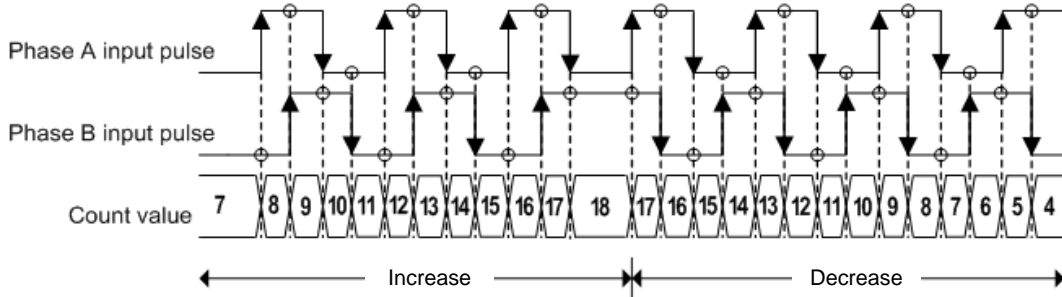 Phase A input pulse
Phase B input pulse
Count value
7 8 9 10 11 12 13 14 15 16 17 18 17 16 15 14 13 12 11 10 9 8 7 6 5 4
Increase
Decrease